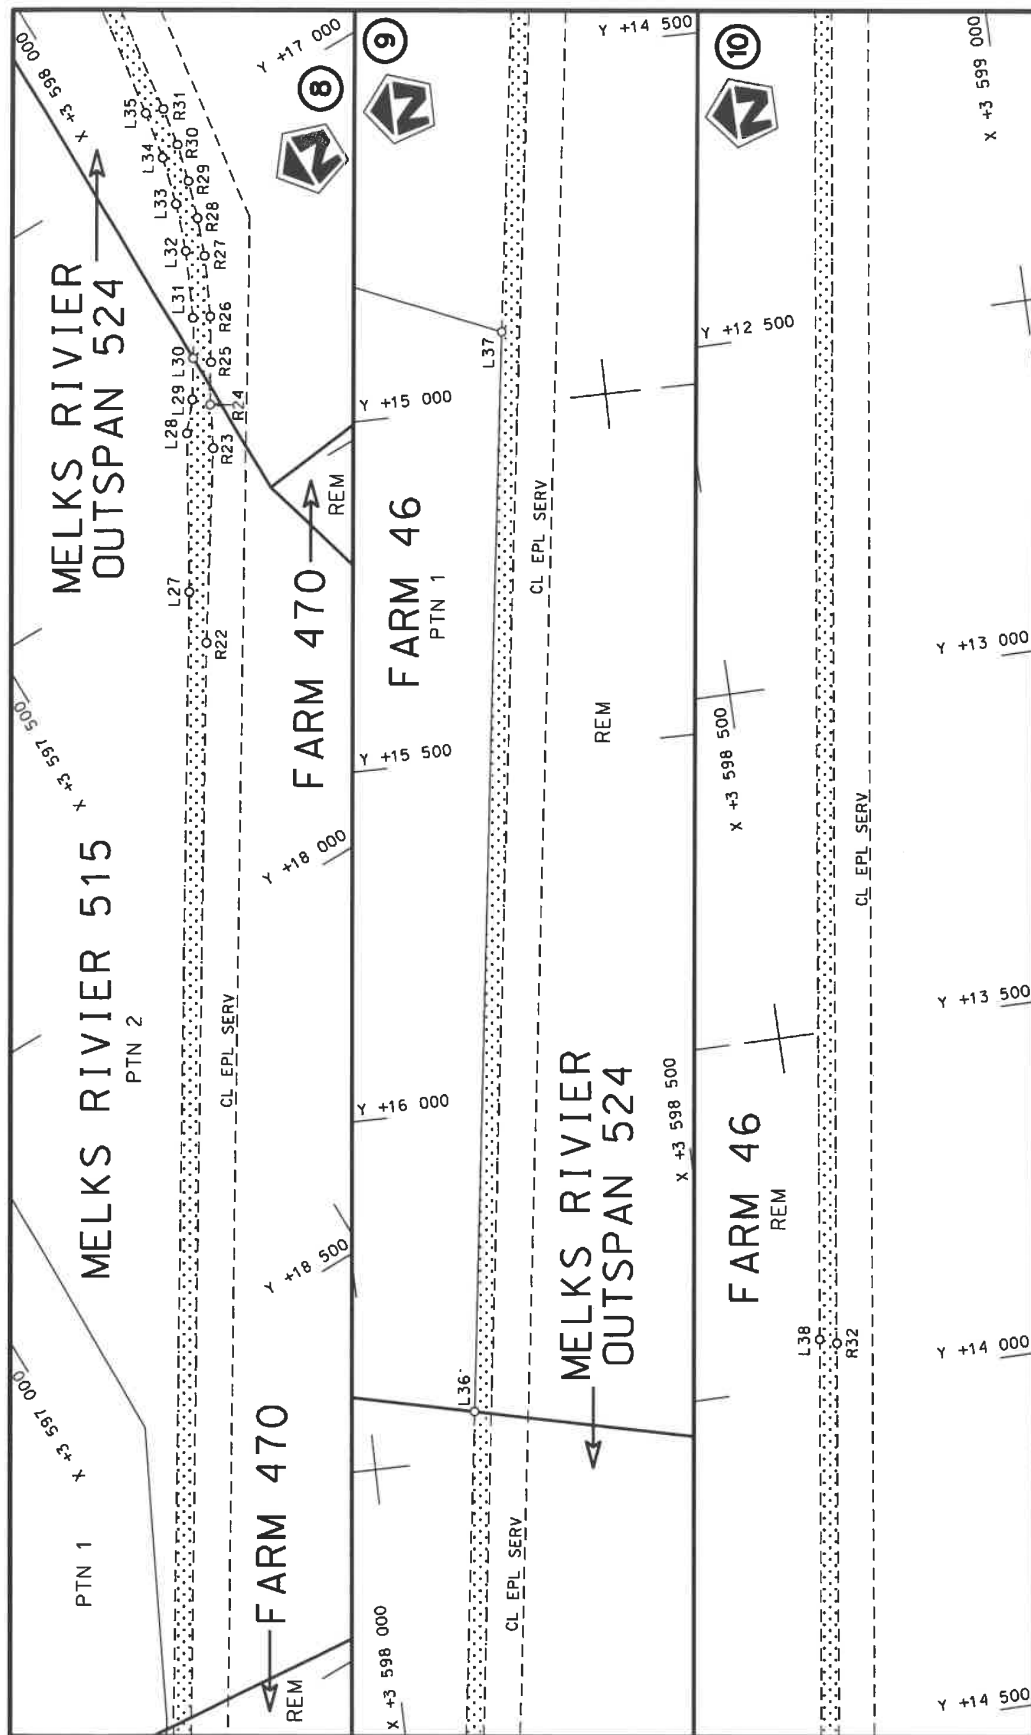 8
X +3 598 000
Y +17 000
MELKS RIVIER
OUTSPAN 524
L35
L34
L33
L32
L31
L30
L29
L28
L27
R31
R30
R29
R28
R27
R26
R25
R24
R23
R22
REM
FARM 470
X +3 597 500
Y +18 000
MELKS RIVIER 515
PTN 2
CL EPL SERV
Y +18 500
X +3 597 000
PTN 1
FARM 470
REM
9
N
Y +14 500
L37
Y +15 000
FARM 46
PTN 1
CL EPL SERV
REM
Y +15 500
Y +16 000
MELKS RIVIER
OUTSPAN 524
X +3 598 500
L36
CL EPL SERV
X +3 598 000
10
N
X +3 599 000
Y +12 500
Y +13 000
X +3 598 500
CL EPL SERV
Y +13 500
FARM 46
REM
L38
R32
Y +14 000
Y +14 500
N